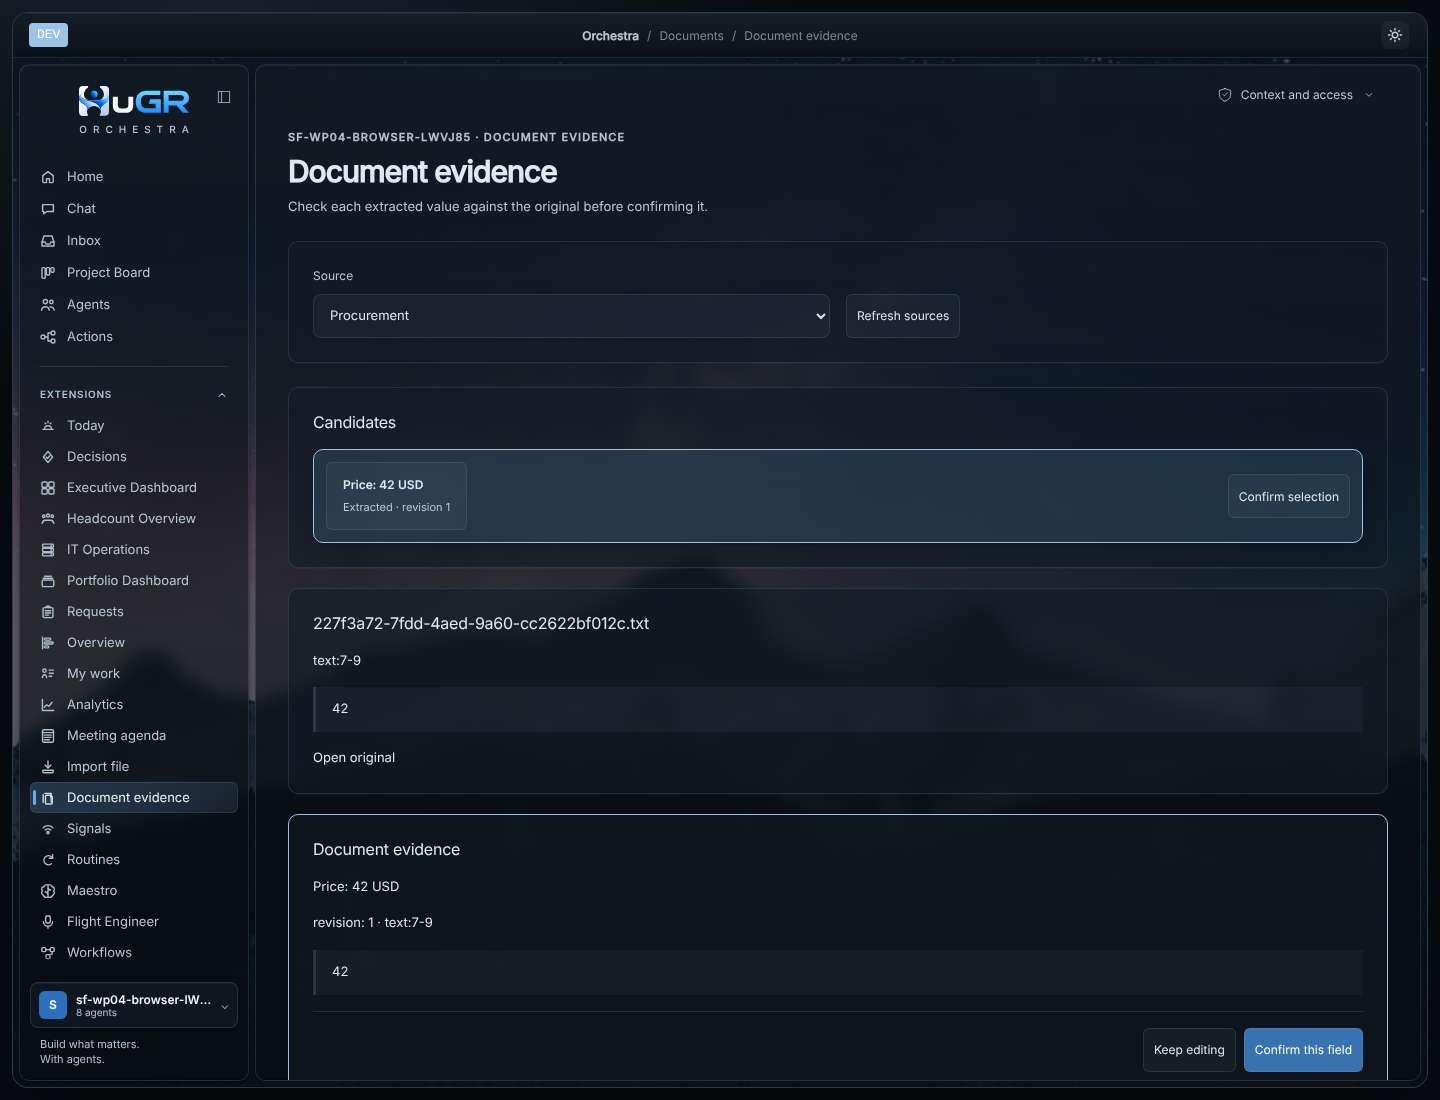 DEV
Orchestra / Documents / Document evidence
HuGR
ORCHESTRA
Home
Chat
Inbox
Project Board
Agents
Actions
EXTENSIONS
Today
Decisions
Executive Dashboard
Headcount Overview
IT Operations
Portfolio Dashboard
Requests
Overview
My work
Analytics
Meeting agenda
Import file
Document evidence
Signals
Routines
Maestro
Flight Engineer
Workflows
S
sf-wp04-browser-lW...
8 agents
Build what matters.
With agents.
Context and access
SF-WP04-BROWSER-LWVJ85 · DOCUMENT EVIDENCE
Document evidence
Check each extracted value against the original before confirming it.
Source
Procurement
Refresh sources
Candidates
Price: 42 USD
Extracted · revision 1
Confirm selection
227f3a72-7fdd-4aed-9a60-cc2622bf012c.txt
text:7-9
42
Open original
Document evidence
Price: 42 USD
revision: 1 · text:7-9
42
Keep editing
Confirm this field